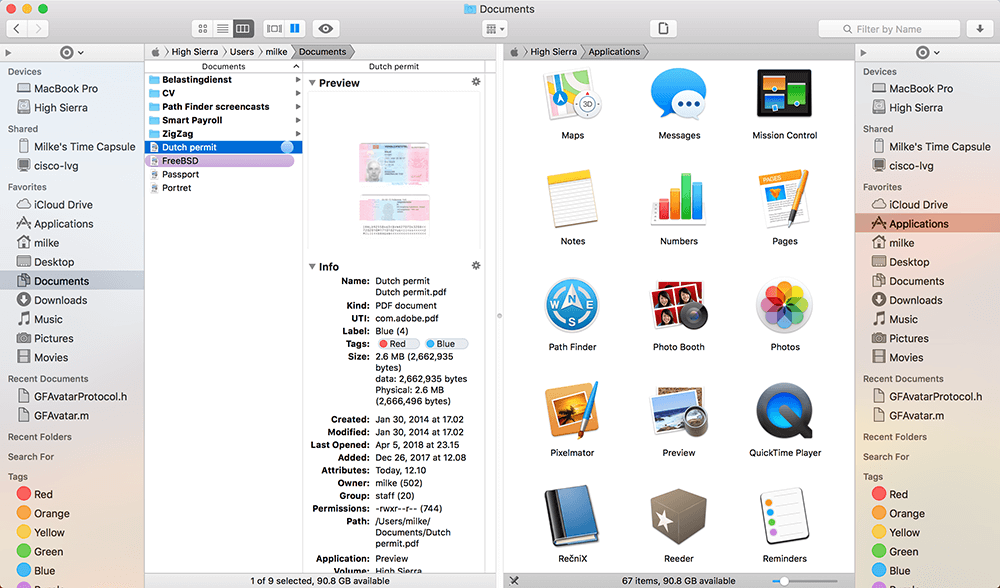 Documents
Filter by Name
High Sierra
Users
milke
Documents
High Sierra
Applications
Devices
MacBook Pro
High Sierra
Shared
Milke's Time Capsule
cisco-lvg
Favorites
iCloud Drive
Applications
milke
Desktop
Documents
Downloads
Music
Pictures
Movies
Recent Documents
GFAvatarProtocol.h
GFAvatar.m
Recent Folders
Search For
Tags
Red
Orange
Yellow
Green
Blue
Documents
Belastingdienst
CV
Path Finder screencasts
Smart Payroll
ZigZag
Dutch permit
FreeBSD
Passport
Portret
Dutch permit
Preview
Info
Name: Dutch permit
Dutch permit.pdf
Kind: PDF document
UTI: com.adobe.pdf
Label: Blue (4)
Tags: Red Blue
Size: 2.6 MB (2,662,935
bytes)
data: 2,662,935 bytes
Physical: 2.6 MB
(2,666,496 bytes)
Created: Jan 30, 2014 at 17.02
Modified: Jan 30, 2014 at 17.02
Last Opened: Apr 5, 2018 at 23.15
Added: Dec 26, 2017 at 12.08
Attributes: Today, 12.10
Owner: milke (502)
Group: staff (20)
Permissions: -rwxr--r-- (744)
Path: /Users/milke/
Documents/Dutch
permit.pdf
Application: Preview
Volume: High Sierra
1 of 9 selected, 90.8 GB available
3D
Maps
Messages
Mission Control
Notes
Numbers
PAGES
Pages
N
W E
S
Path Finder
Photo Booth
Photos
Pixelmator
Preview
QuickTime Player
RečniX
Reeder
Reminders
67 items, 90.8 GB available
Devices
MacBook Pro
High Sierra
Shared
Milke's Time Capsule
cisco-lvg
Favorites
iCloud Drive
Applications
milke
Desktop
Documents
Downloads
Music
Pictures
Movies
Recent Documents
GFAvatarProtocol.h
GFAvatar.m
Recent Folders
Search For
Tags
Red
Orange
Yellow
Green
Blue